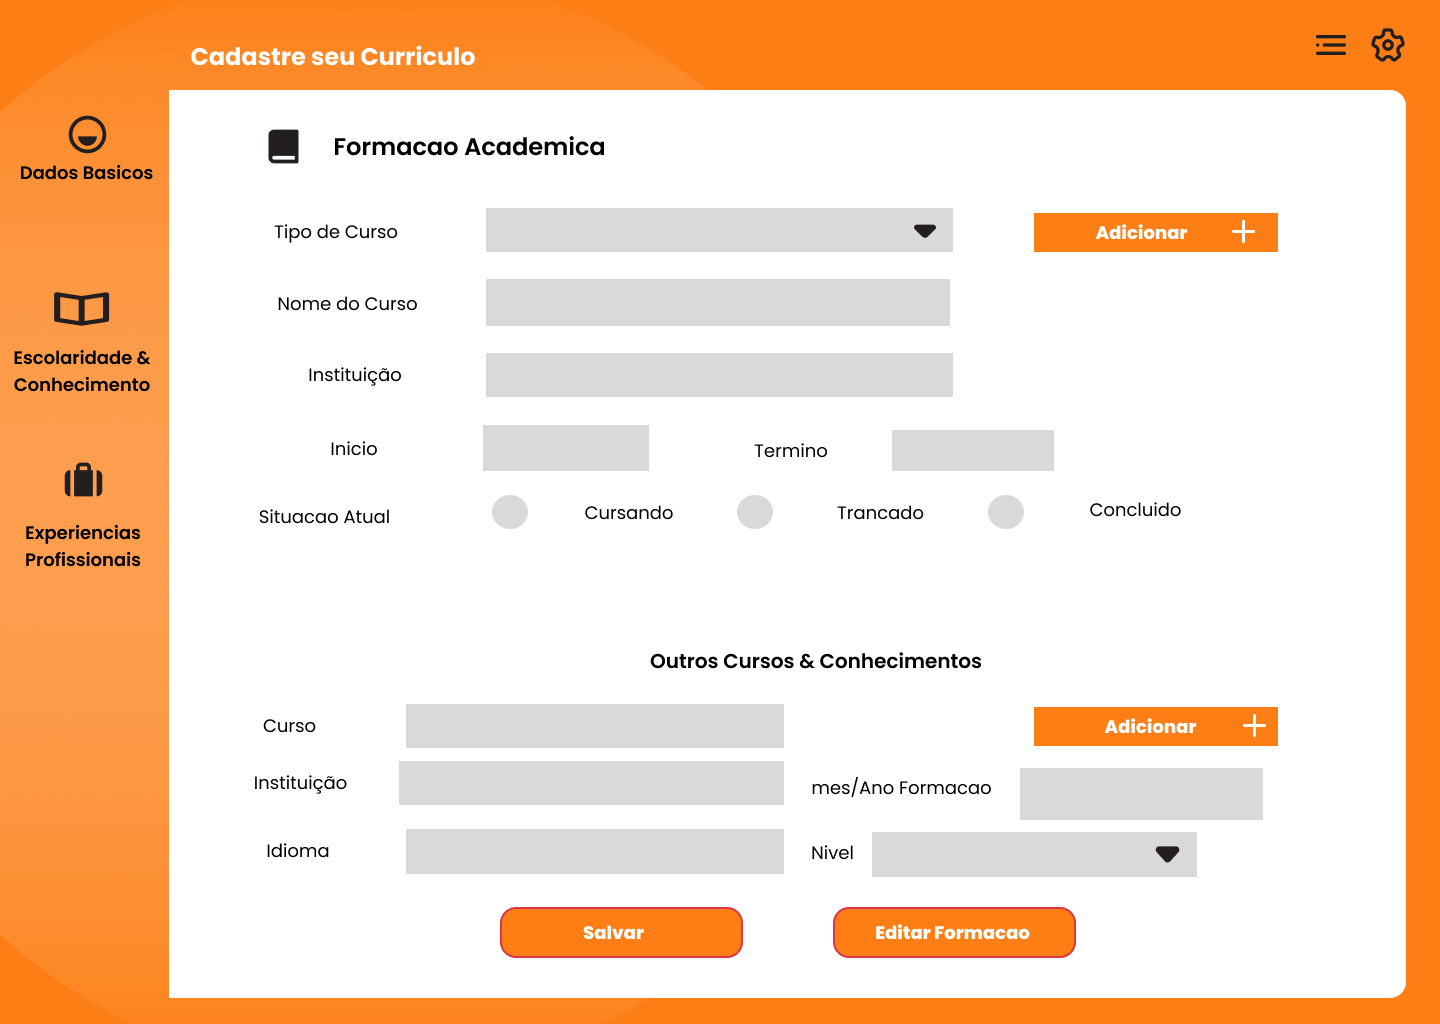 Cadastre seu Curriculo
Dados Basicos
Escolaridade &
Conhecimento
Experiencias
Profissionais
Formacao Academica
Tipo de Curso
Adicionar
Nome do Curso
Instituição
Inicio
Termino
Situacao Atual
Cursando
Trancado
Concluido
Outros Cursos & Conhecimentos
Curso
Adicionar
Instituição
mes/Ano Formacao
Idioma
Nivel
Salvar
Editar Formacao